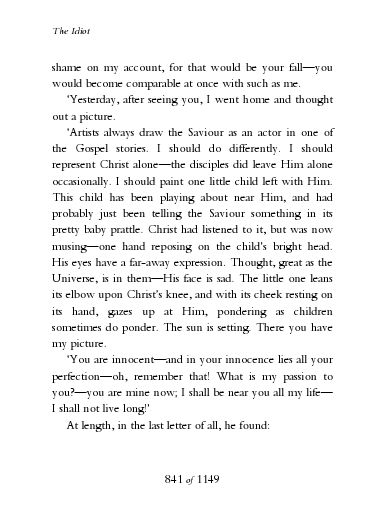 The Idiot
shame on my account, for that would be your fall—you
would become comparable at once with such as me.
'Yesterday, after seeing you, I went home and thought
out a picture.
'Artists always draw the Saviour as an actor in one of
the Gospel stories. I should do differently. I should
represent Christ alone—the disciples did leave Him alone
occasionally. I should paint one little child left with Him.
This child has been playing about near Him, and had
probably just been telling the Saviour something in its
pretty baby prattle. Christ had listened to it, but was now
musing—one hand reposing on the child's bright head.
His eyes have a far-away expression. Thought, great as the
Universe, is in them—His face is sad. The little one leans
its elbow upon Christ's knee, and with its cheek resting on
its hand, gazes up at Him, pondering as children
sometimes do ponder. The sun is setting. There you have
my picture.
'You are innocent—and in your innocence lies all your
perfection—oh, remember that! What is my passion to
you?—you are mine now; I shall be near you all my life—
I shall not live long!'
At length, in the last letter of all, he found:
841 of 1149